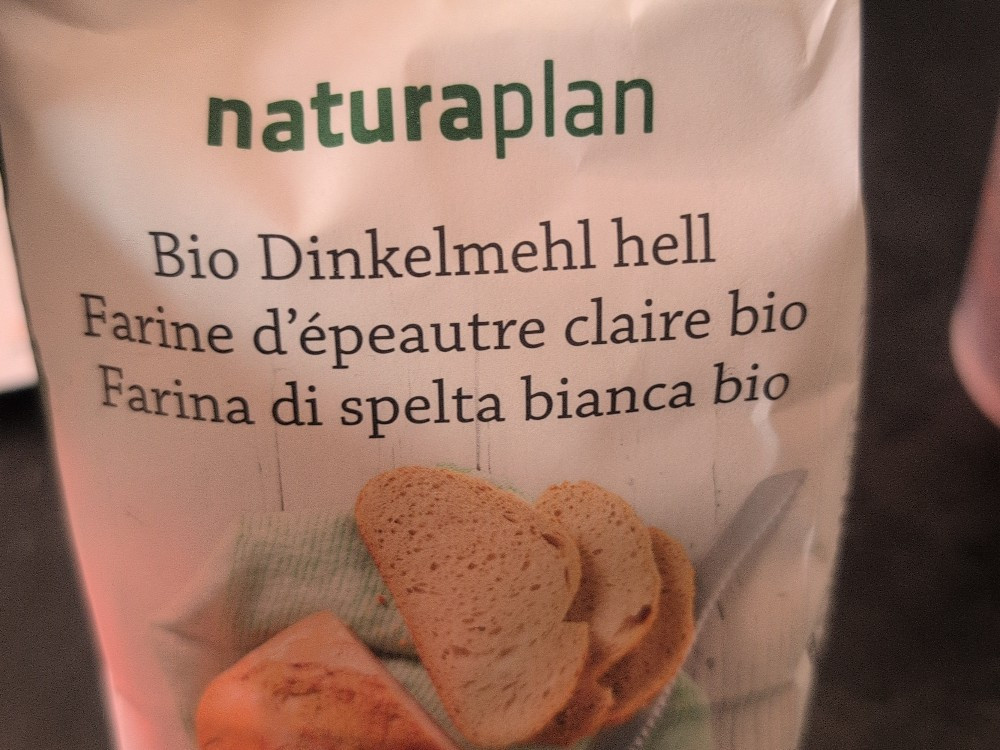 naturaplan
Bio Dinkelmehl hell
Farine d'épeautre claire bio
Farina di spelta bianca bio